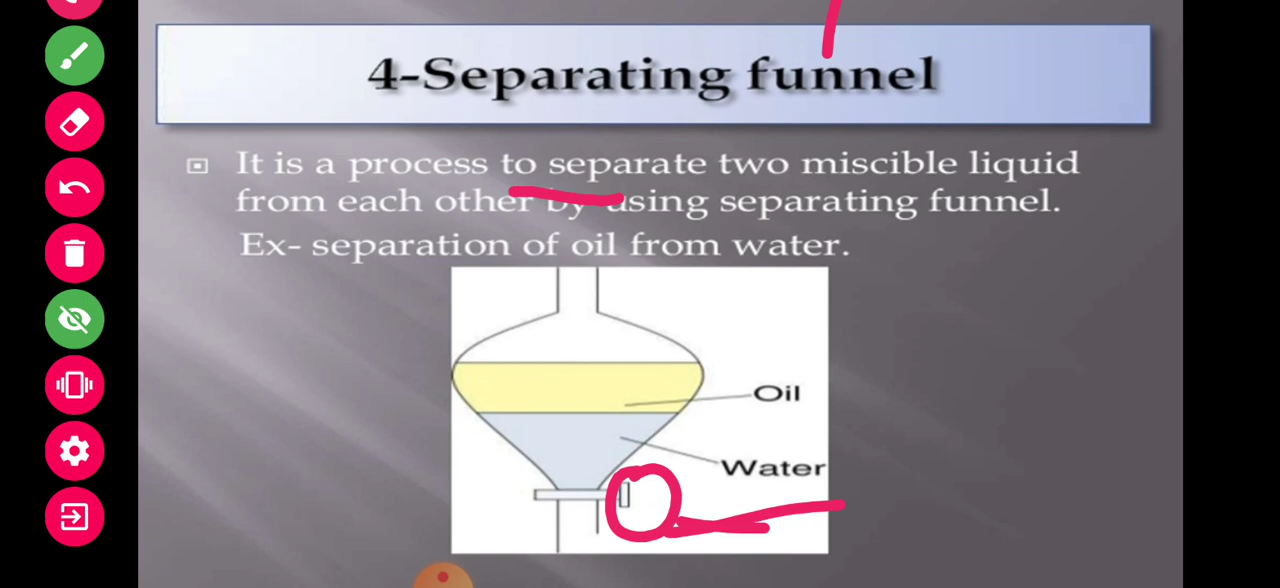 4-Separating funnel
It is a process to separate two miscible liquid
from each other by using separating funnel.
Ex- separation of oil from water.
Oil
Water